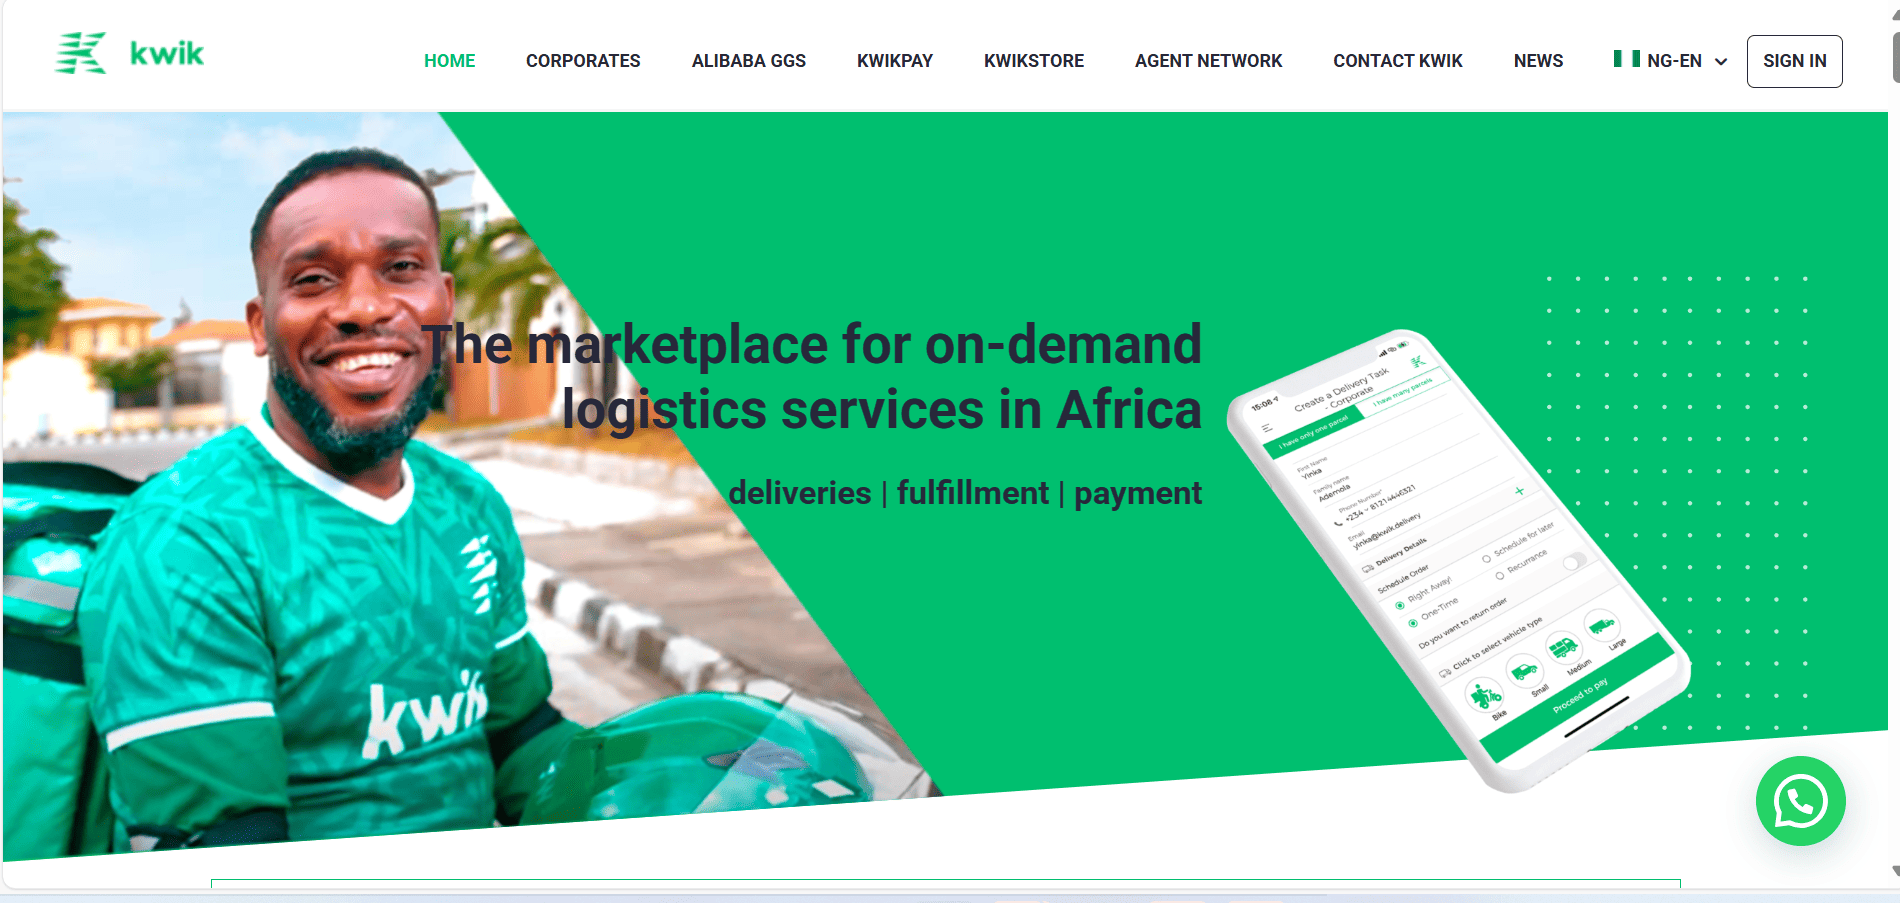 kwik
HOME
CORPORATES
ALIBABA GGS
KWIKPAY
KWIKSTORE
AGENT NETWORK
CONTACT KWIK
NEWS
NG-EN
SIGN IN
The marketplace for on-demand
logistics services in Africa
deliveries | fulfillment | payment
kwik
15:08
Create a Delivery Task
- Corporate
I have only one parcel
I have many parcels
First Name
Yinka
Family name
Ademola
Phone Number*
+234
Email
yinka@kwik.delivery
Delivery Details
Schedule Order
Right Away!
Schedule for later
One-Time
Recurrance
Do you want to return order
Click to select vehicle type
Bike
Small
Medium
Large
Proceed to pay